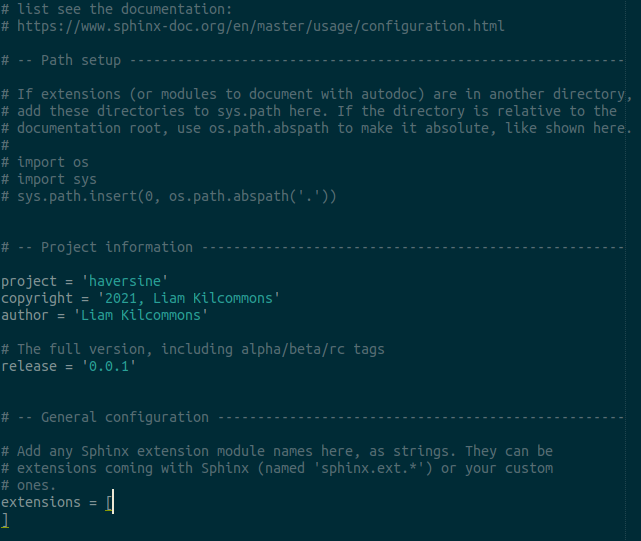 # list see the documentation:
# https://www.sphinx-doc.org/en/master/usage/configuration.html
# -- Path setup --------------------------------------------------------------
# If extensions (or modules to document with autodoc) are in another directory,
# add these directories to sys.path here. If the directory is relative to the
# documentation root, use os.path.abspath to make it absolute, like shown here.
#
# import os
# import sys
# sys.path.insert(0, os.path.abspath('.'))
# -- Project information -----------------------------------------------------
project = 'haversine'
copyright = '2021, Liam Kilcommons'
author = 'Liam Kilcommons'
# The full version, including alpha/beta/rc tags
release = '0.0.1'
# -- General configuration ---------------------------------------------------
# Add any Sphinx extension module names here, as strings. They can be
# extensions coming with Sphinx (named 'sphinx.ext.*') or your custom
# ones.
extensions = [
]